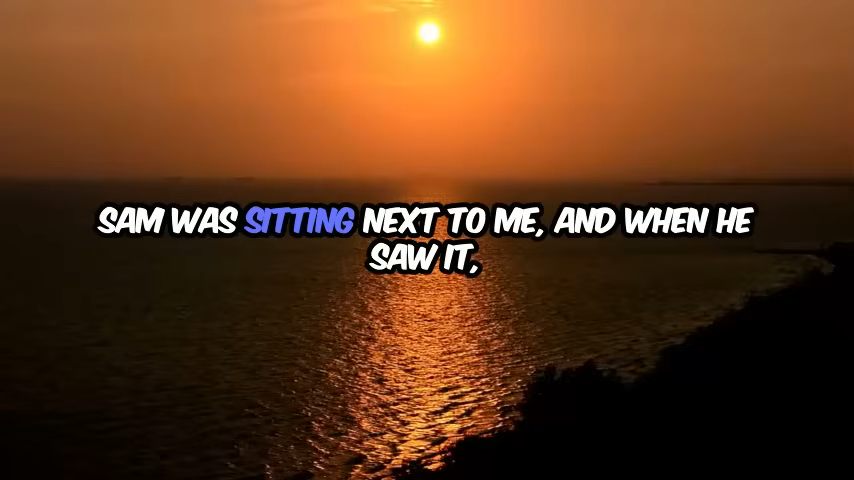 SAM WAS SITTING NEXT TO ME, AND WHEN HE
SAW IT,